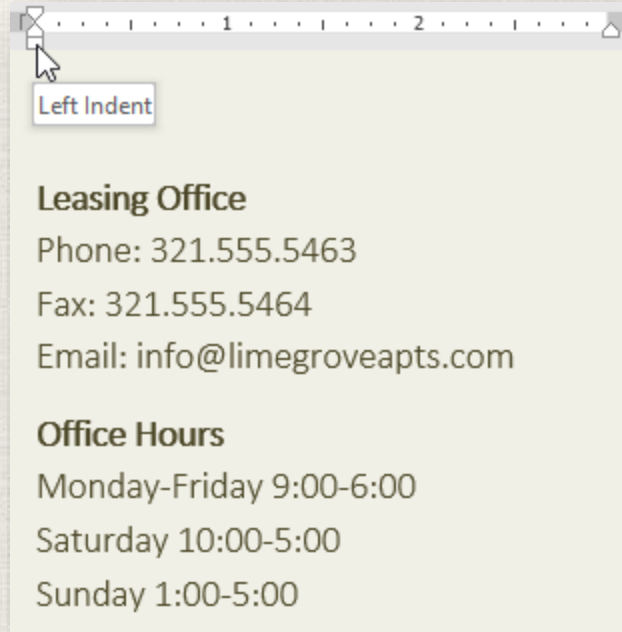 1 2
Left Indent
Leasing Office
Phone: 321.555.5463
Fax: 321.555.5464
Email: info@limegroveapts.com
Office Hours
Monday-Friday 9:00-6:00
Saturday 10:00-5:00
Sunday 1:00-5:00